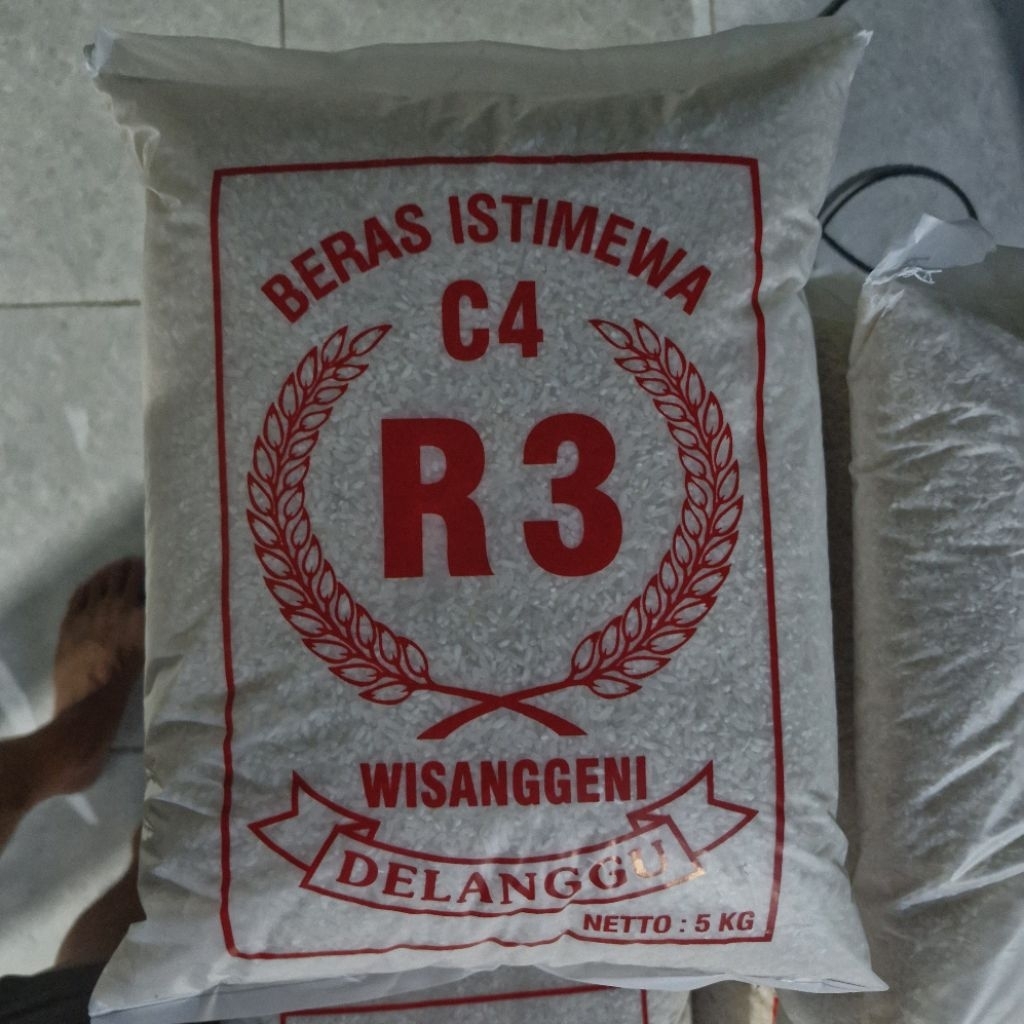 BERAS ISTIMEWA
C4
R3
WISANGGENI
DELANGGU
NETTO : 5 KG